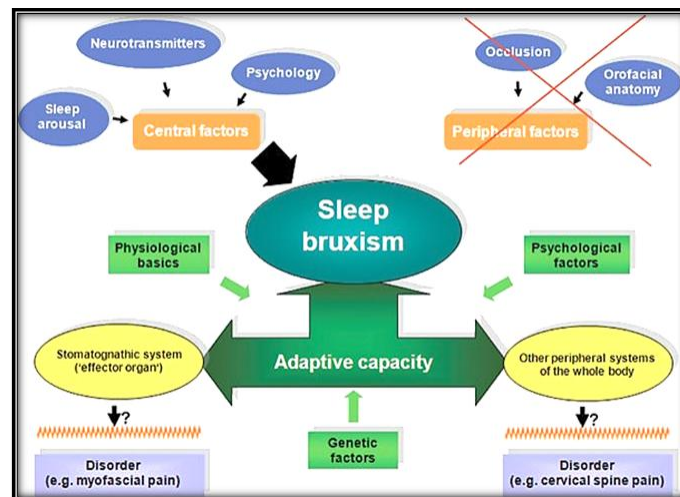 Neurotransmitters
Psychology
Sleep
arousal
Central factors
Occlusion
Orofacial
anatomy
Peripheral factors
Sleep
bruxism
Physiological
basics
Psychological
factors
Stomatognathic system
('effector organ')
Adaptive capacity
Other peripheral systems
of the whole body
?
?
Genetic
factors
Disorder
(e.g. myofascial pain)
Disorder
(e.g. cervical spine pain)